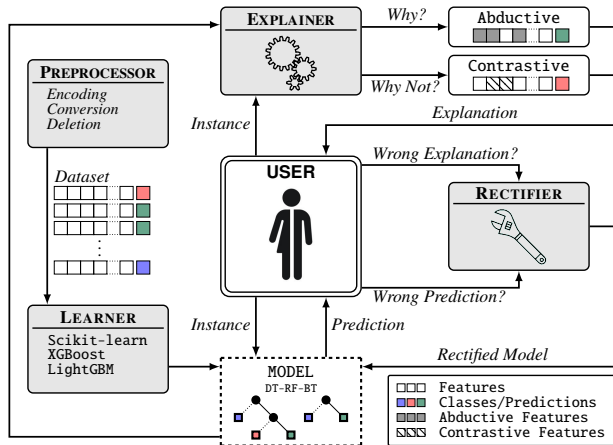 EXPLAINER
Why?
Abductive
Why Not?
Contrastive
PREPROCESSOR
Encoding
Conversion
Deletion
Instance
Explanation
Dataset
USER
Wrong Explanation?
RECTIFIER
Wrong Prediction?
LEARNER
Scikit-learn
XGBoost
LightGBM
Instance
Prediction
MODEL
DT-RF-BT
Rectified Model
Features
Classes/Predictions
Abductive Features
Contrastive Features